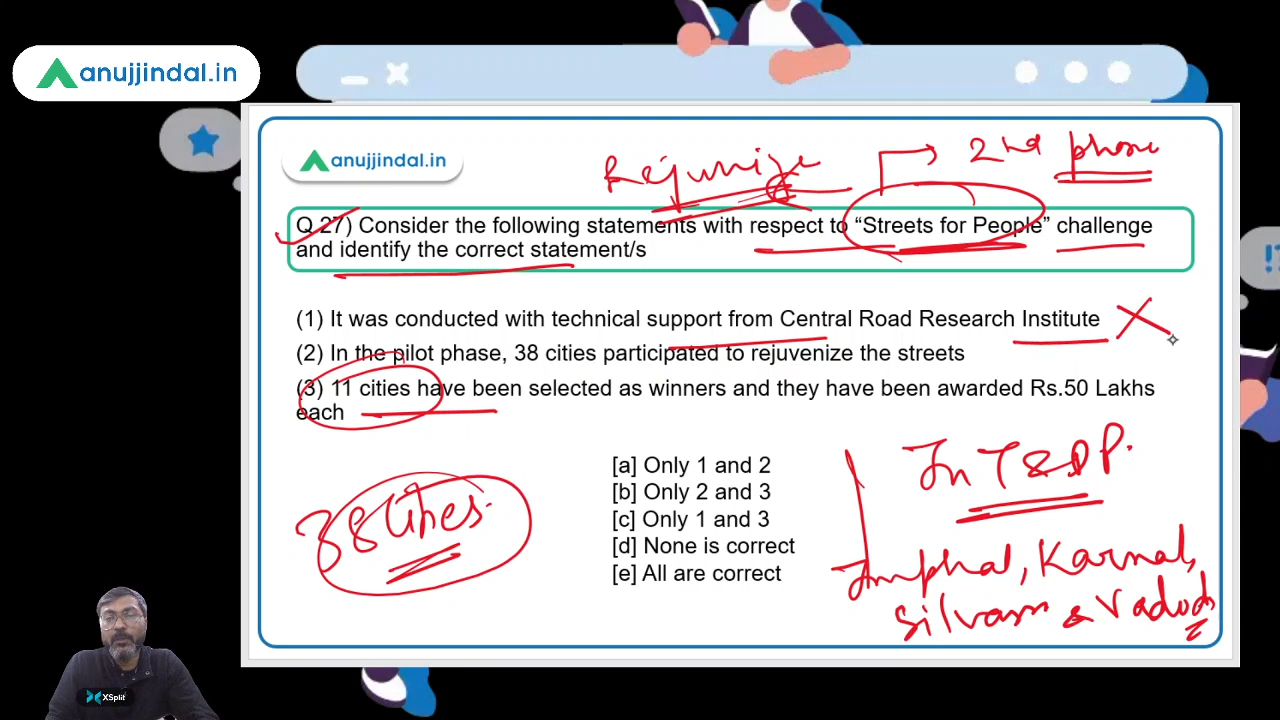 anujjindal.in
anujjindal.in
Rejunize
2nd phase
Q 27) Consider the following statements with respect to “Streets for People” challenge
and identify the correct statement/s
(1) It was conducted with technical support from Central Road Research Institute
(2) In the pilot phase, 38 cities participated to rejuvenize the streets
(3) 11 cities have been selected as winners and they have been awarded Rs.50 Lakhs
each
[a] Only 1 and 2
[b] Only 2 and 3
[c] Only 1 and 3
[d] None is correct
[e] All are correct
38 Cities
In T&DP.
Imphal, Karnal,
& Vadod
XSplit